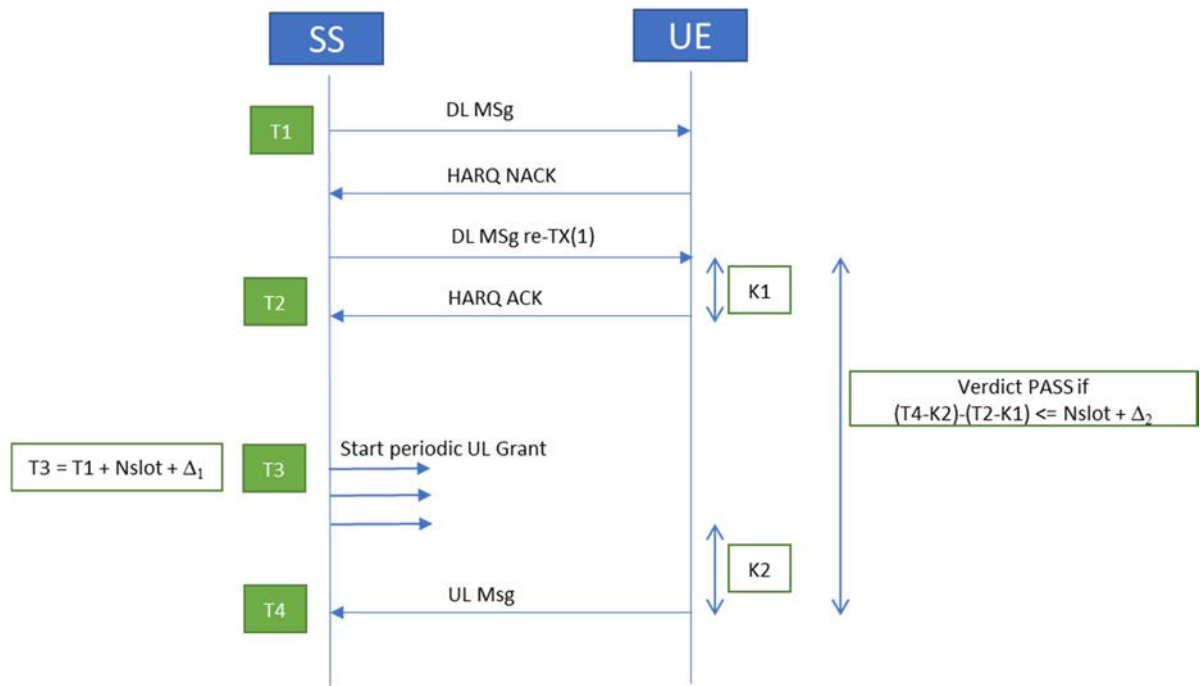 SS
UE
DL MSg
T1
HARQ NACK
DL MSg re-TX(1)
K1
T2
HARQ ACK
Verdict PASS if
(T4-K2)-(T2-K1) <= Nslot + Δ₂
Start periodic UL Grant
T3 = T1 + Nslot + Δ₁
T3
K2
UL Msg
T4